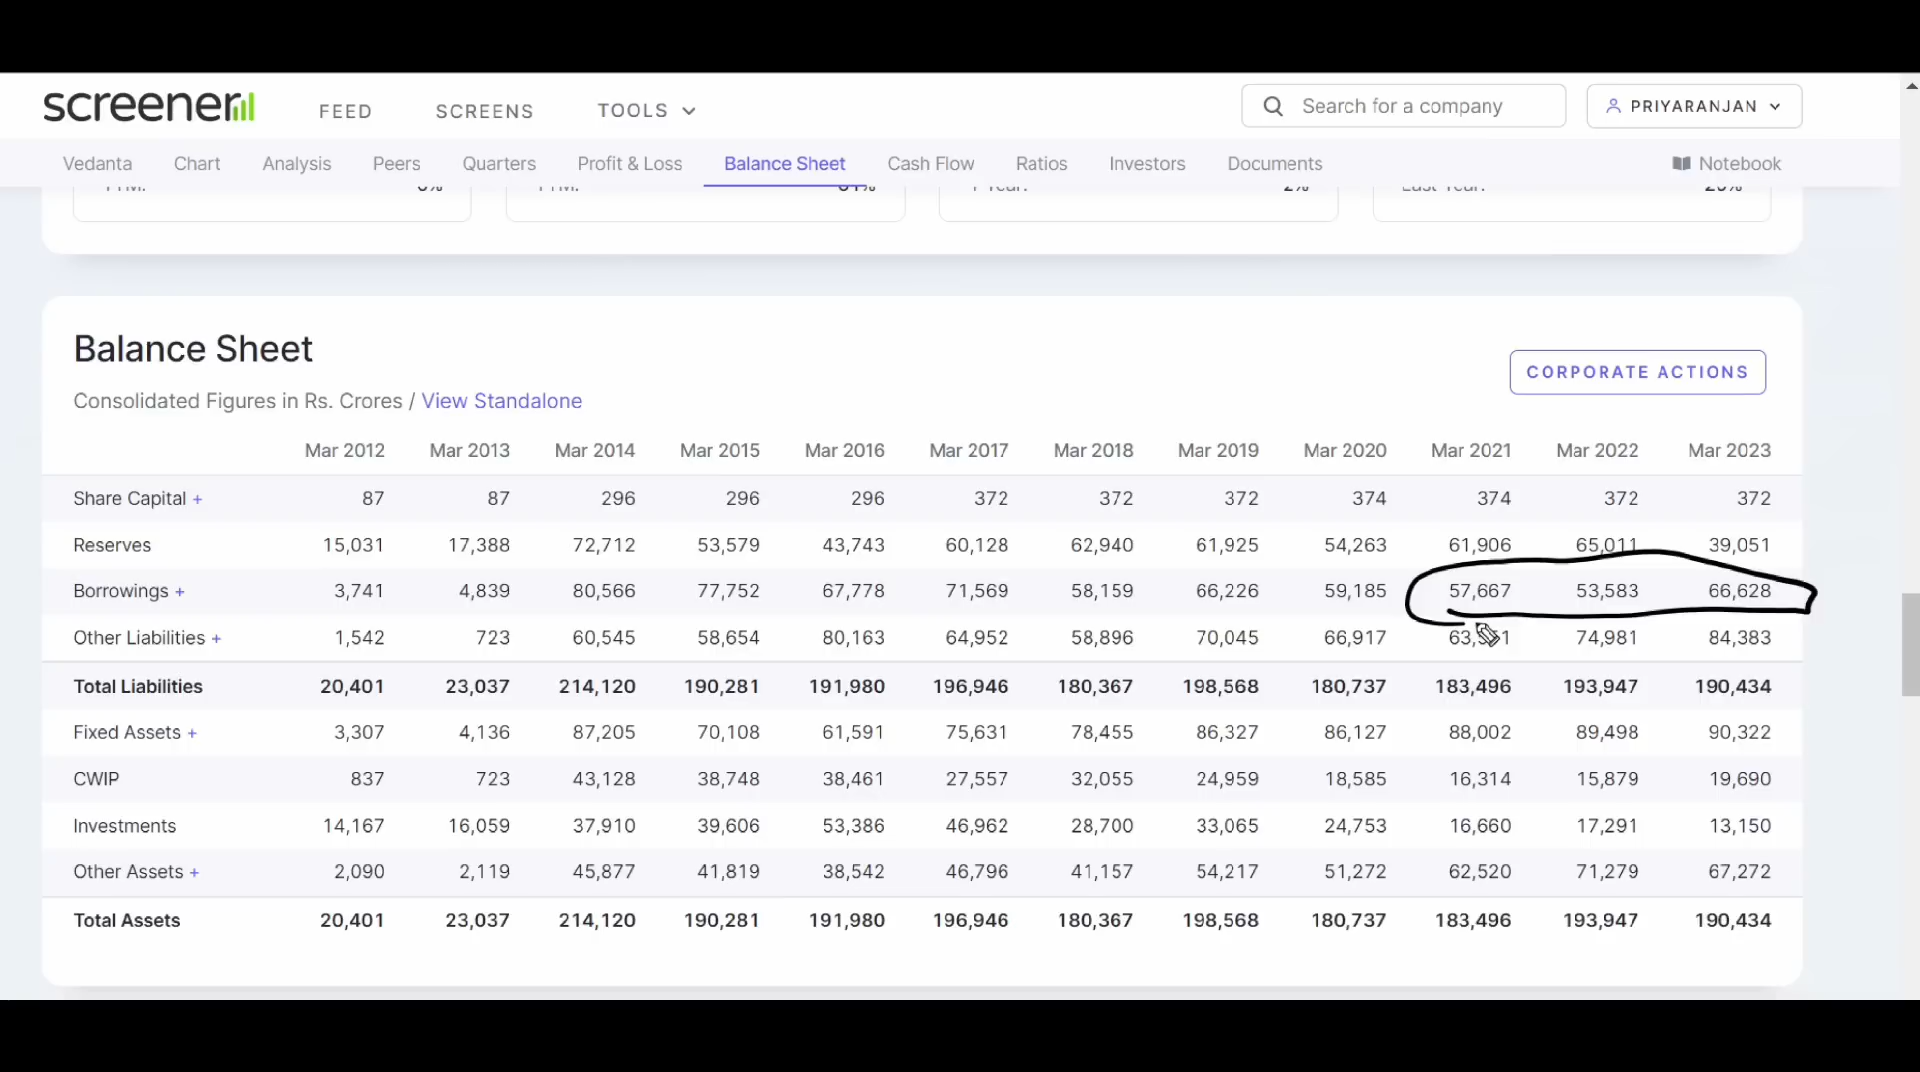 screener FEED SCREENS TOOLS Search for a company PRIYARANJAN
Vedanta Chart Analysis Peers Quarters Profit & Loss Balance Sheet Cash Flow Ratios Investors Documents Notebook
Balance Sheet
CORPORATE ACTIONS
Consolidated Figures in Rs. Crores / View Standalone
Mar 2012 Mar 2013 Mar 2014 Mar 2015 Mar 2016 Mar 2017 Mar 2018 Mar 2019 Mar 2020 Mar 2021 Mar 2022 Mar 2023
Share Capital + 87 87 296 296 296 372 372 372 374 374 372 372
Reserves 15,031 17,388 72,712 53,579 43,743 60,128 62,940 61,925 54,263 61,906 65,011 39,051
Borrowings + 3,741 4,839 80,566 77,752 67,778 71,569 58,159 66,226 59,185 57,667 53,583 66,628
Other Liabilities + 1,542 723 60,545 58,654 80,163 64,952 58,896 70,045 66,917 74,981 84,383
Total Liabilities 20,401 23,037 214,120 190,281 191,980 196,946 180,367 198,568 180,737 183,496 193,947 190,434
Fixed Assets + 3,307 4,136 87,205 70,108 61,591 75,631 78,455 86,327 86,127 88,002 89,498 90,322
CWIP 837 723 43,128 38,748 38,461 27,557 32,055 24,959 18,585 16,314 15,879 19,690
Investments 14,167 16,059 37,910 39,606 53,386 46,962 28,700 33,065 24,753 16,660 17,291 13,150
Other Assets + 2,090 2,119 45,877 41,819 38,542 46,796 41,157 54,217 51,272 62,520 71,279 67,272
Total Assets 20,401 23,037 214,120 190,281 191,980 196,946 180,367 198,568 180,737 183,496 193,947 190,434